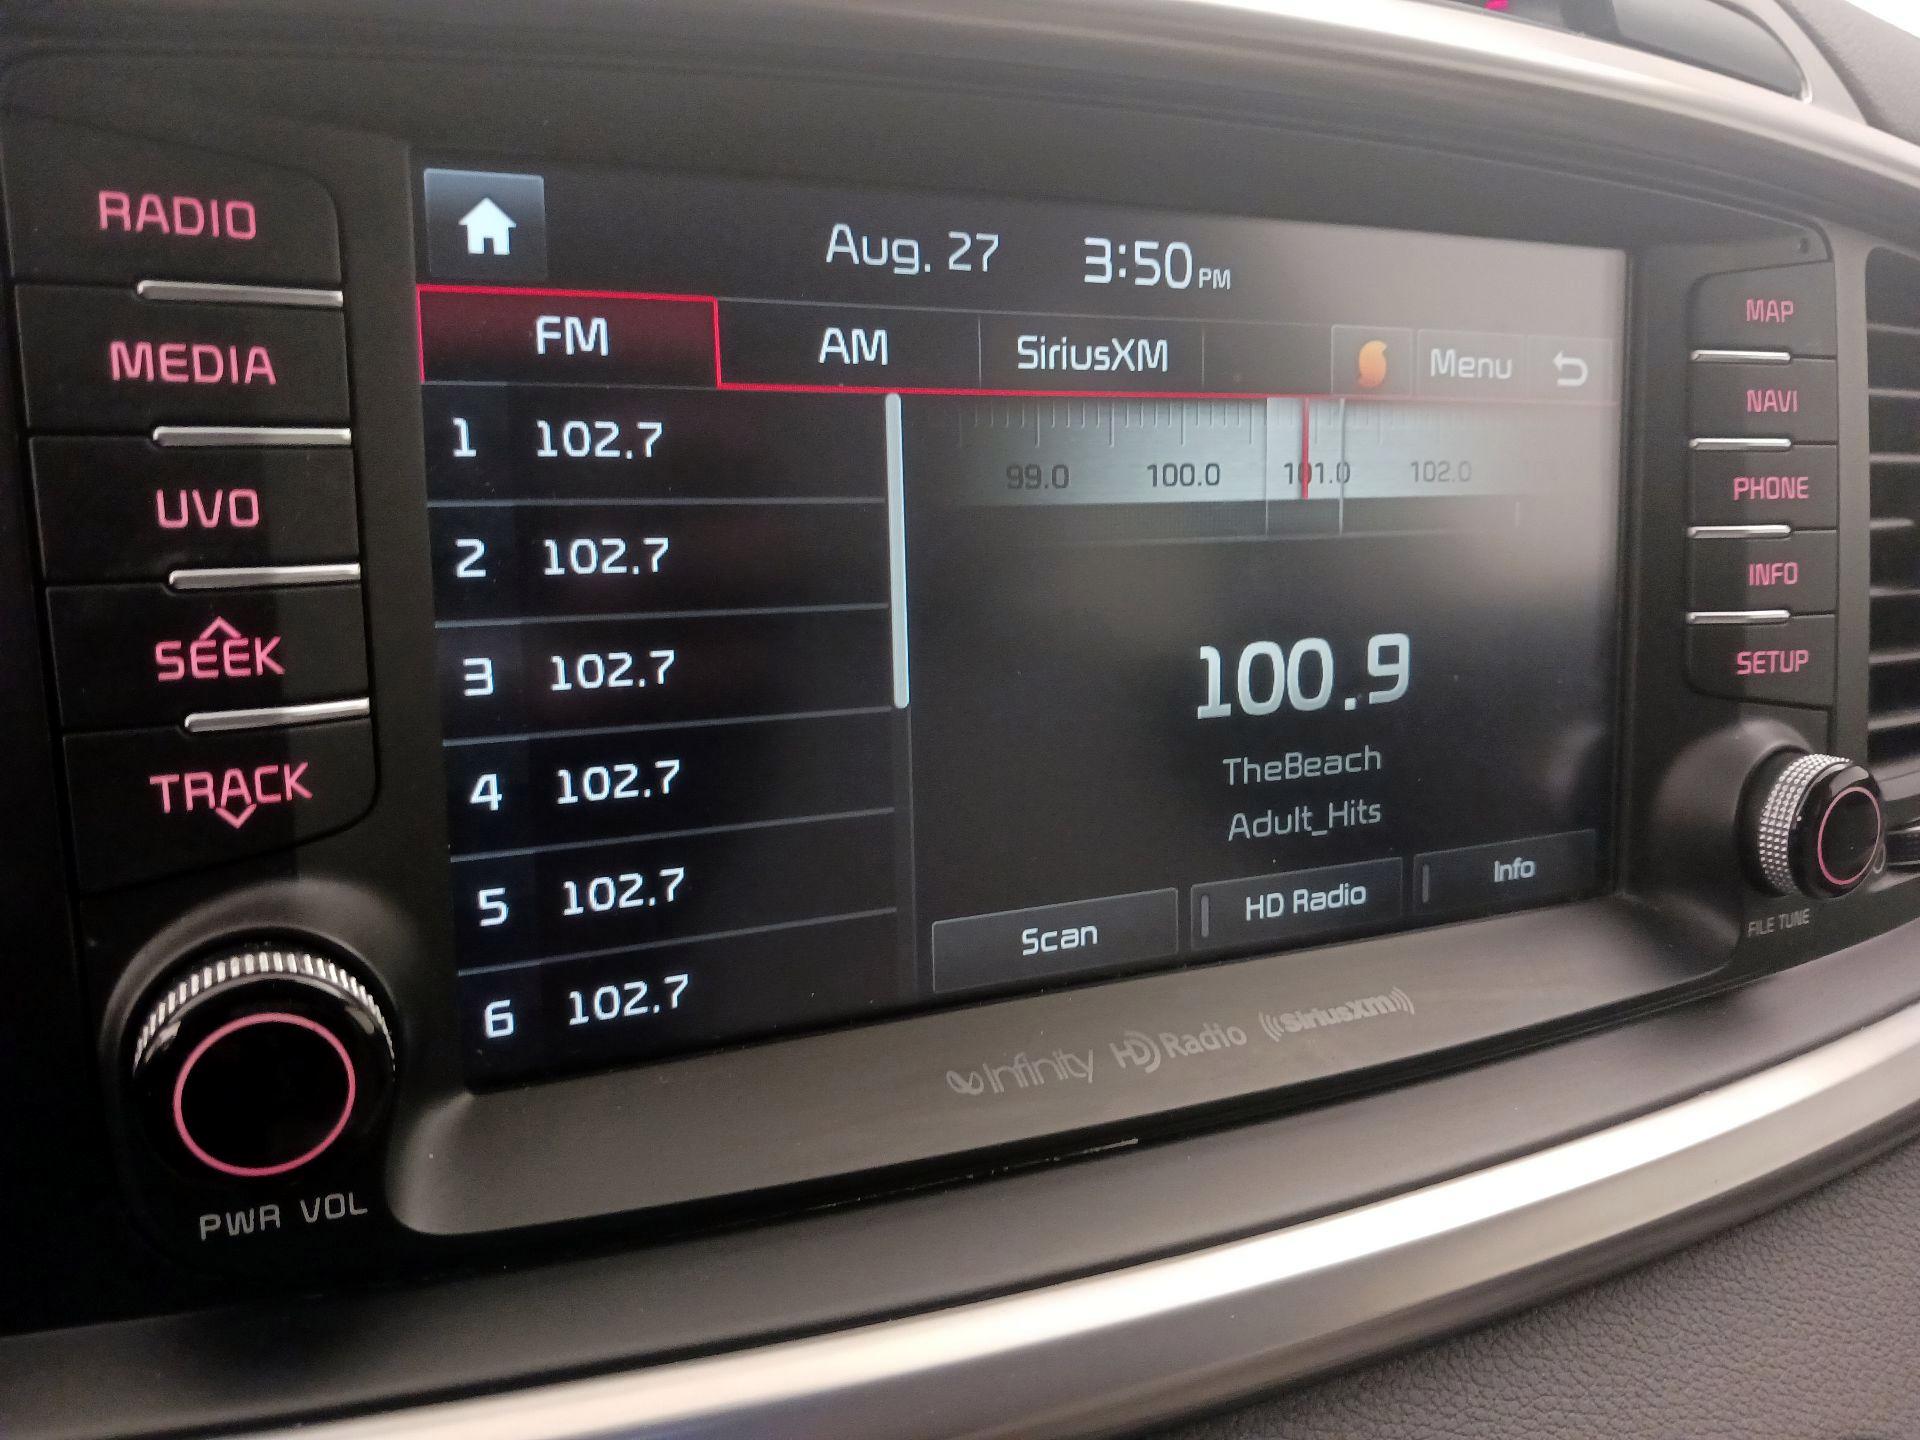 RADIO
MEDIA
UVO
SEEK
TRACK
PWR VOL
Aug. 27 3:50 PM
FM AM SiriusXM Menu
1 102.7
2 102.7
3 102.7
4 102.7
5 102.7
6 102.7
99.0 100.0 101.0 102.0
100.9
TheBeach
Adult_Hits
Scan HD Radio Info
Infinity HD Radio SiriusXM
MAP
NAVI
PHONE
INFO
SETUP
FILE TUNE